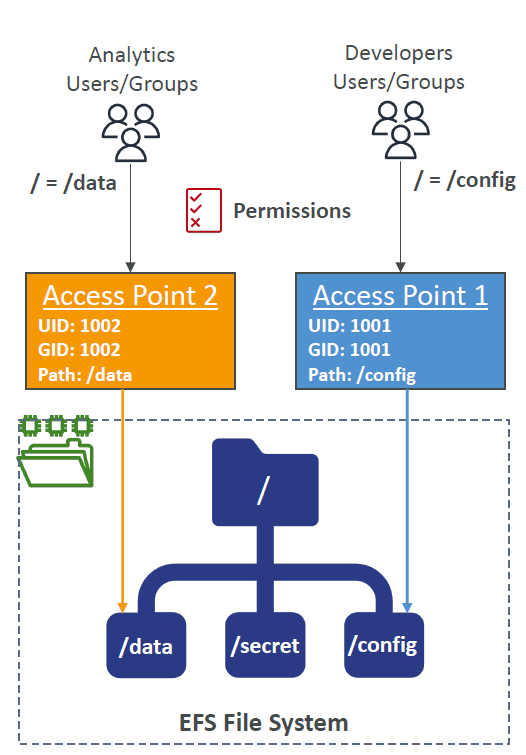 Analytics
Users/Groups
Developers
Users/Groups
/ = /data
/ = /config
Permissions
Access Point 2
UID: 1002
GID: 1002
Path: /data
Access Point 1
UID: 1001
GID: 1001
Path: /config
/
/data
/secret
/config
EFS File System